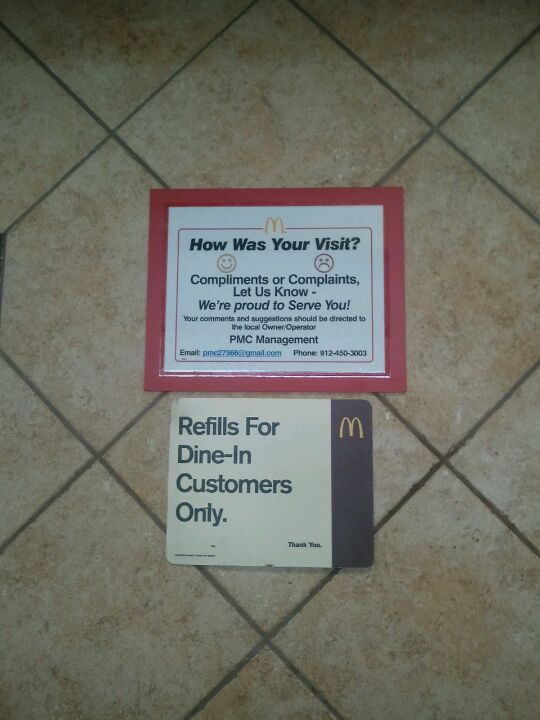 How Was Your Visit?
Compliments or Complaints,
Let Us Know -
We're proud to Serve You!
Your comments and suggestions should be directed to
the local Owner/Operator
PMC Management
Email: pmc27966@gmail.com Phone: 912-450-3003
Refills For
Dine-In
Customers
Only.
Thank You.